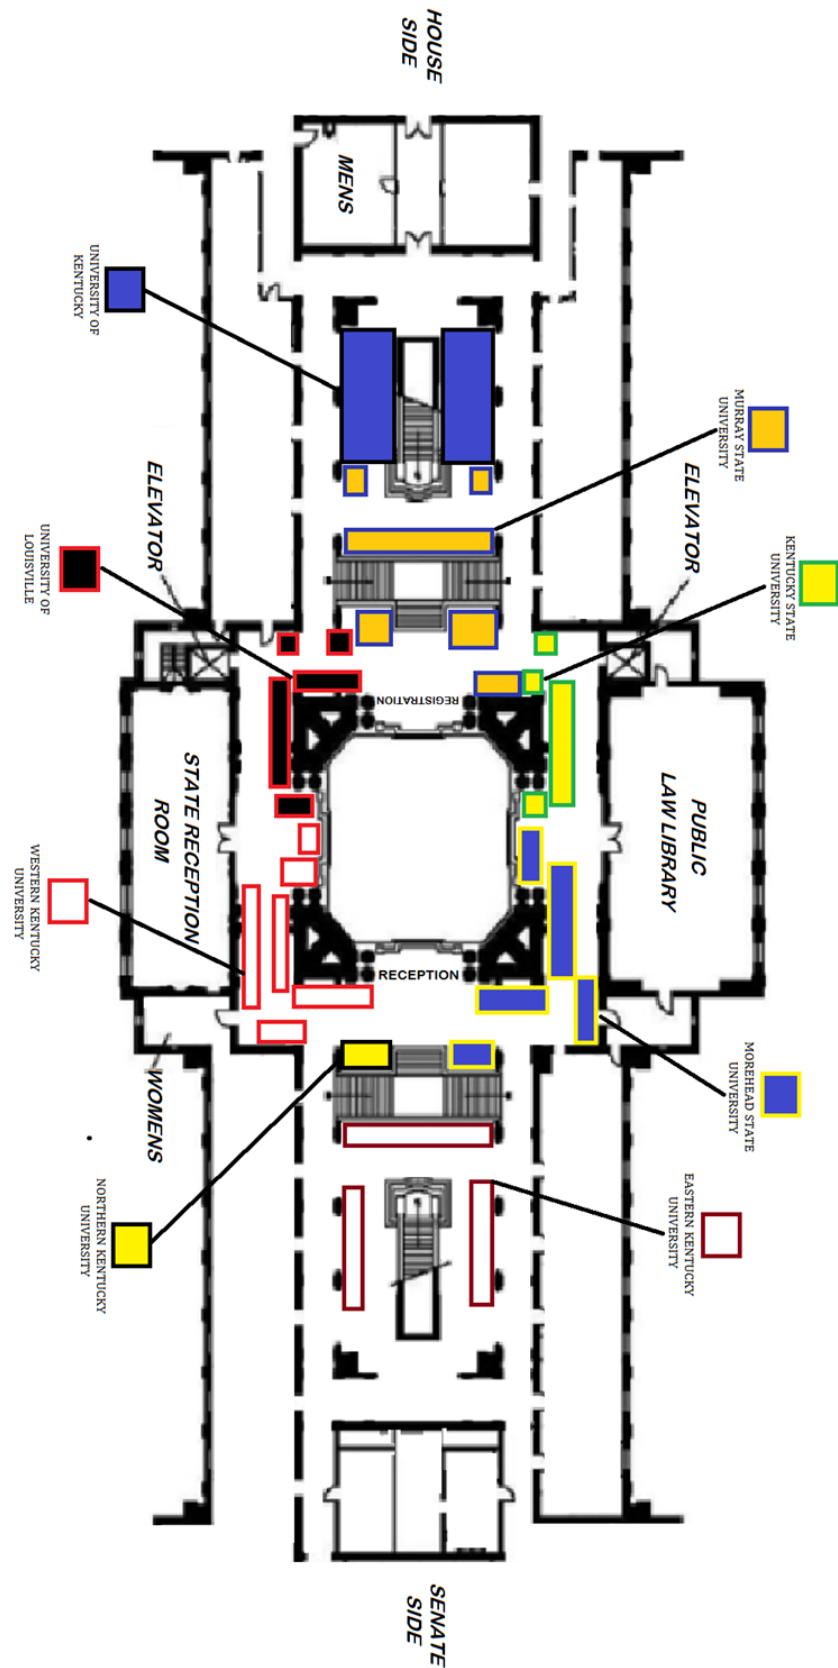 HOUSE
SIDE
MENS
UNIVERSITY OF
KENTUCKY
MURRAY STATE
UNIVERSITY
ELEVATOR
ELEVATOR
KENTUCKY STATE
UNIVERSITY
UNIVERSITY OF
LOUISVILLE
REGISTRATION
STATE RECEPTION
ROOM
PUBLIC
LAW LIBRARY
WESTERN KENTUCKY
UNIVERSITY
RECEPTION
MOREHEAD STATE
UNIVERSITY
WOMENS
NORTHERN KENTUCKY
UNIVERSITY
EASTERN KENTUCKY
UNIVERSITY
SENATE
SIDE